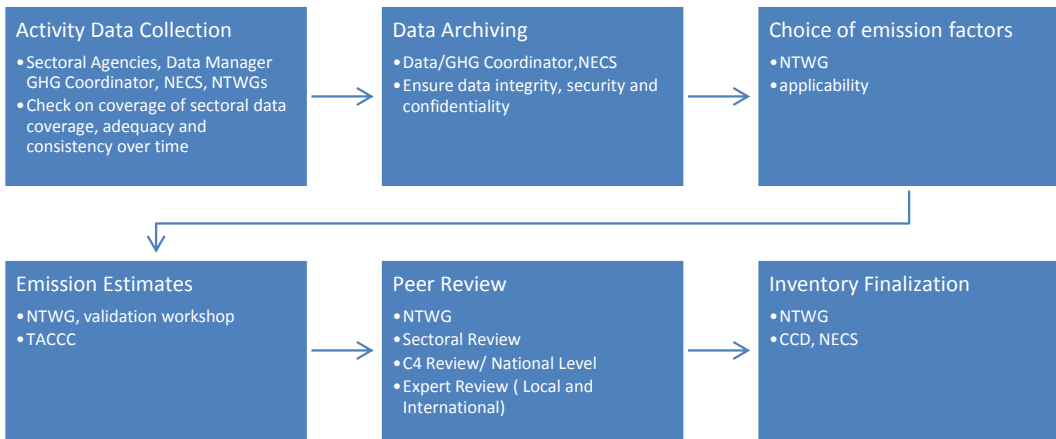 Activity Data Collection
•Sectoral Agencies, Data Manager
GHG Coordinator, NECS, NTWGs
•Check on coverage of sectoral data
coverage, adequacy and
consistency over time
Data Archiving
•Data/GHG Coordinator,NECS
•Ensure data integrity, security and
confidentiality
Choice of emission factors
•NTWG
•applicability
Emission Estimates
•NTWG, validation workshop
•TACCC
Peer Review
•NTWG
•Sectoral Review
•C4 Review/ National Level
•Expert Review ( Local and
International)
Inventory Finalization
•NTWG
•CCD, NECS